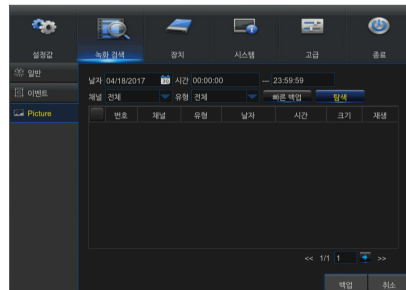 설정값 녹화 검색 장치 시스템 고급 종료
일반
이벤트
Picture
날자 04/18/2017 시간 00:00:00 --- 23:59:59
채널 전체 유형 전체 빠른 백업 탐색
번호 채널 유형 날자 시간 크기 재생
<< 1/1 1 >>
백업 취소